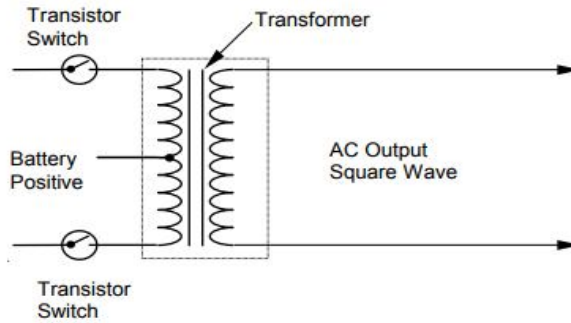 Transistor
Switch
Transformer
Battery
Positive
AC Output
Square Wave
Transistor
Switch